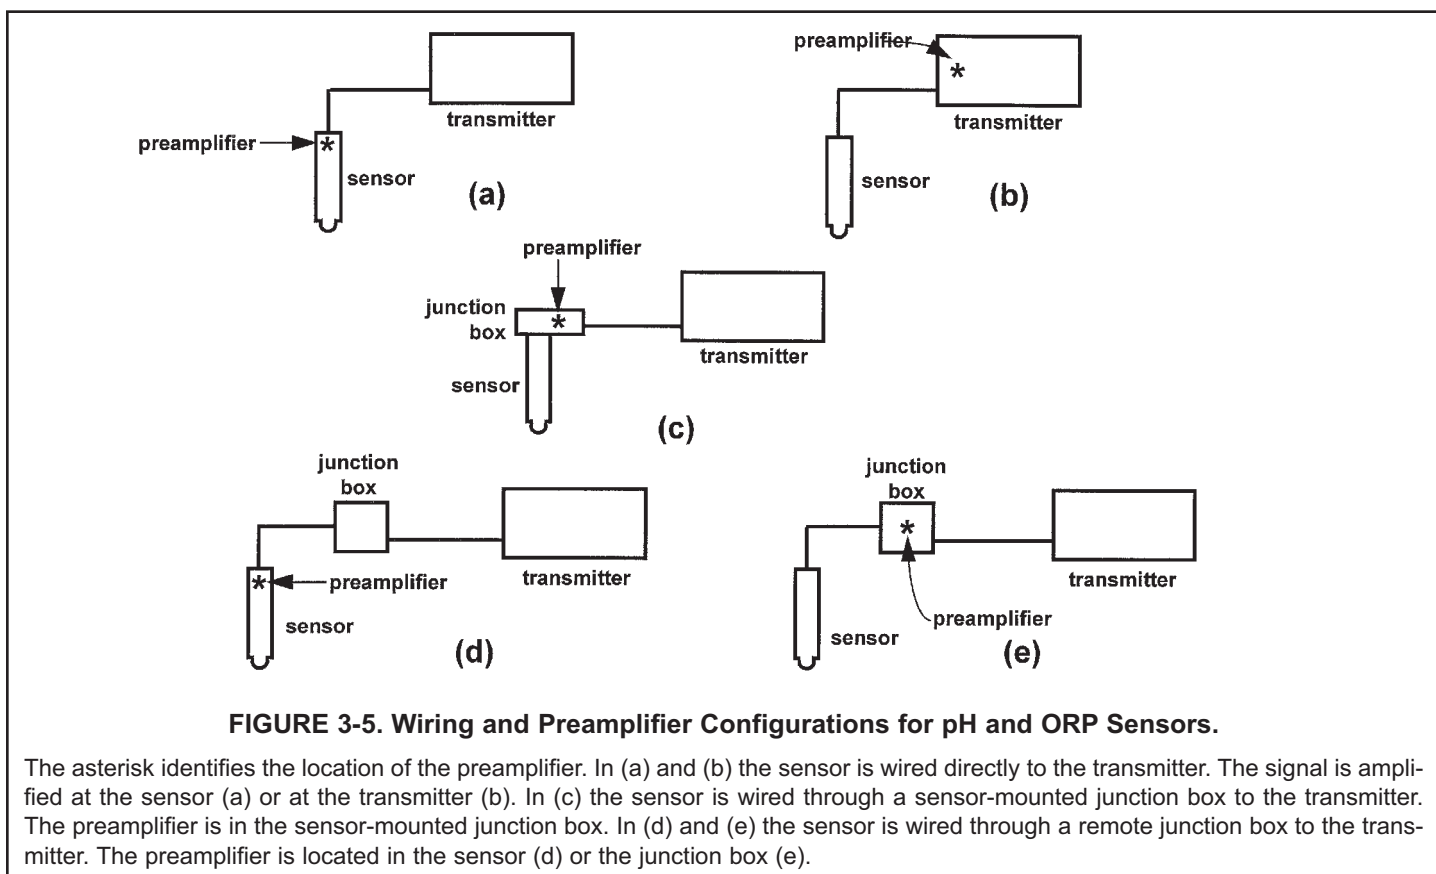 preamplifier
*
transmitter
sensor
(a)
preamplifier
*
transmitter
sensor
(b)
preamplifier
junction
box
*
transmitter
sensor
(c)
junction
box
*
preamplifier
transmitter
sensor
(d)
junction
box
*
transmitter
preamplifier
sensor
(e)
FIGURE 3-5. Wiring and Preamplifier Configurations for pH and ORP Sensors.
The asterisk identifies the location of the preamplifier. In (a) and (b) the sensor is wired directly to the transmitter. The signal is ampli-
fied at the sensor (a) or at the transmitter (b). In (c) the sensor is wired through a sensor-mounted junction box to the transmitter.
The preamplifier is in the sensor-mounted junction box. In (d) and (e) the sensor is wired through a remote junction box to the trans-
mitter. The preamplifier is located in the sensor (d) or the junction box (e).